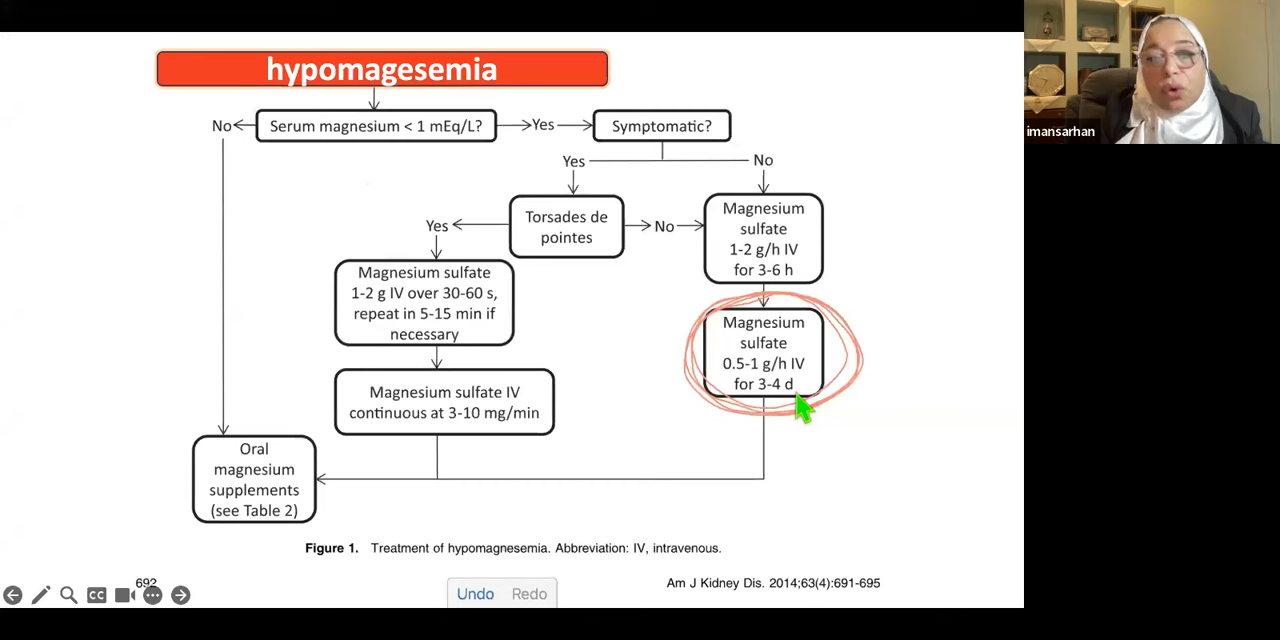 hypomagesemia
imansarhan
No
Serum magnesium < 1 mEq/L?
Yes
Symptomatic?
Yes
No
Yes
Torsades de
pointes
No
Magnesium
sulfate
1-2 g/h IV
for 3-6 h
Magnesium sulfate
1-2 g IV over 30-60 s,
repeat in 5-15 min if
necessary
Magnesium
sulfate
0.5-1 g/h IV
for 3-4 d
Magnesium sulfate IV
continuous at 3-10 mg/min
Oral
magnesium
supplements
(see Table 2)
Figure 1. Treatment of hypomagnesemia. Abbreviation: IV, intravenous.
692
Am J Kidney Dis. 2014;63(4):691-695
CC
Undo Redo